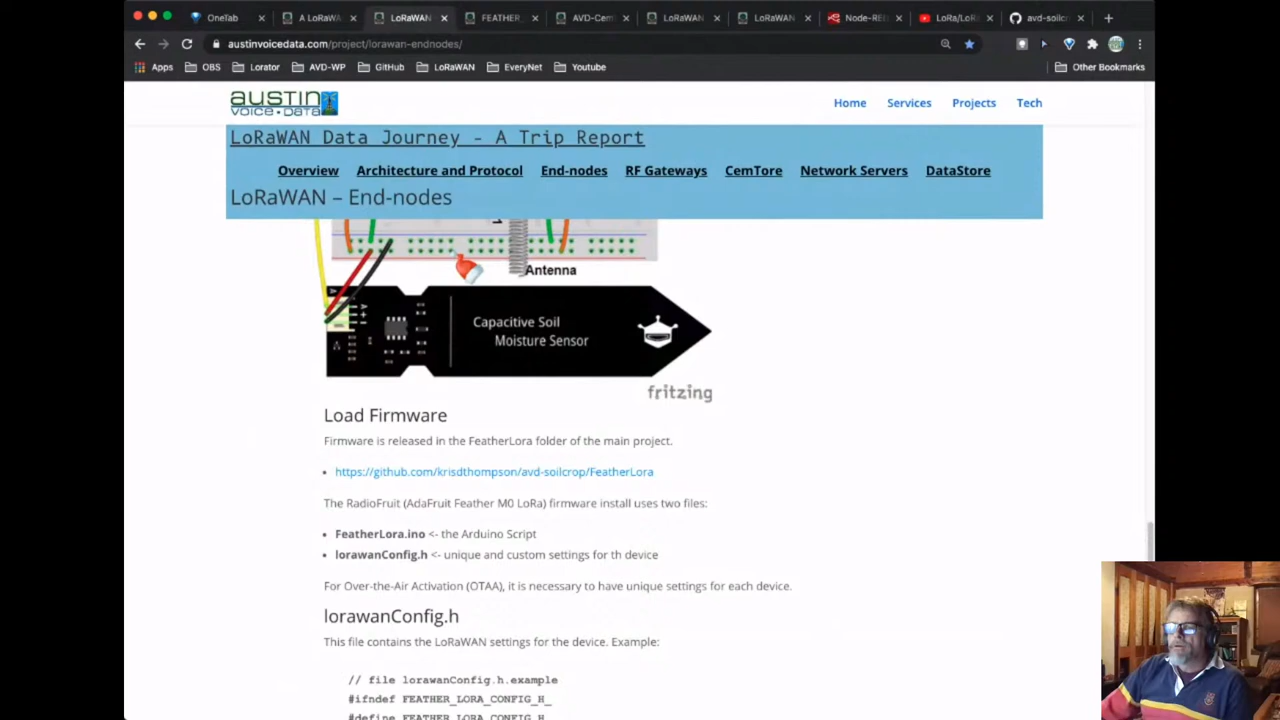 OneTab
A LoRaWA
LoRaWAN
FEATHER_
AVD-Cem
LoRaWAN
LoRaWAN
Node-RE
LoRa/LoR
avd-soilcr
austinvoicedata.com/project/lorawan-endnodes/
Apps OBS Lorator AVD-WP GitHub LoRaWAN EveryNet Youtube Other Bookmarks
austin
voice data
Home Services Projects Tech
LoRaWAN Data Journey - A Trip Report
Overview Architecture and Protocol End-nodes RF Gateways CemTore Network Servers DataStore
LoRaWAN – End-nodes
Antenna
Capacitive Soil
Moisture Sensor
fritzing
Load Firmware
Firmware is released in the FeatherLora folder of the main project.
• https://github.com/krisdthompson/avd-soilcrop/FeatherLora
The RadioFruit (AdaFruit Feather M0 LoRa) firmware install uses two files:
• FeatherLora.ino <- the Arduino Script
• lorawanConfig.h <- unique and custom settings for th device
For Over-the-Air Activation (OTAA), it is necessary to have unique settings for each device.
lorawanConfig.h
This file contains the LoRaWAN settings for the device. Example:
// file lorawanConfig.h.example
#ifndef FEATHER_LORA_CONFIG_H_
#define FEATHER_LORA_CONFIG_H_